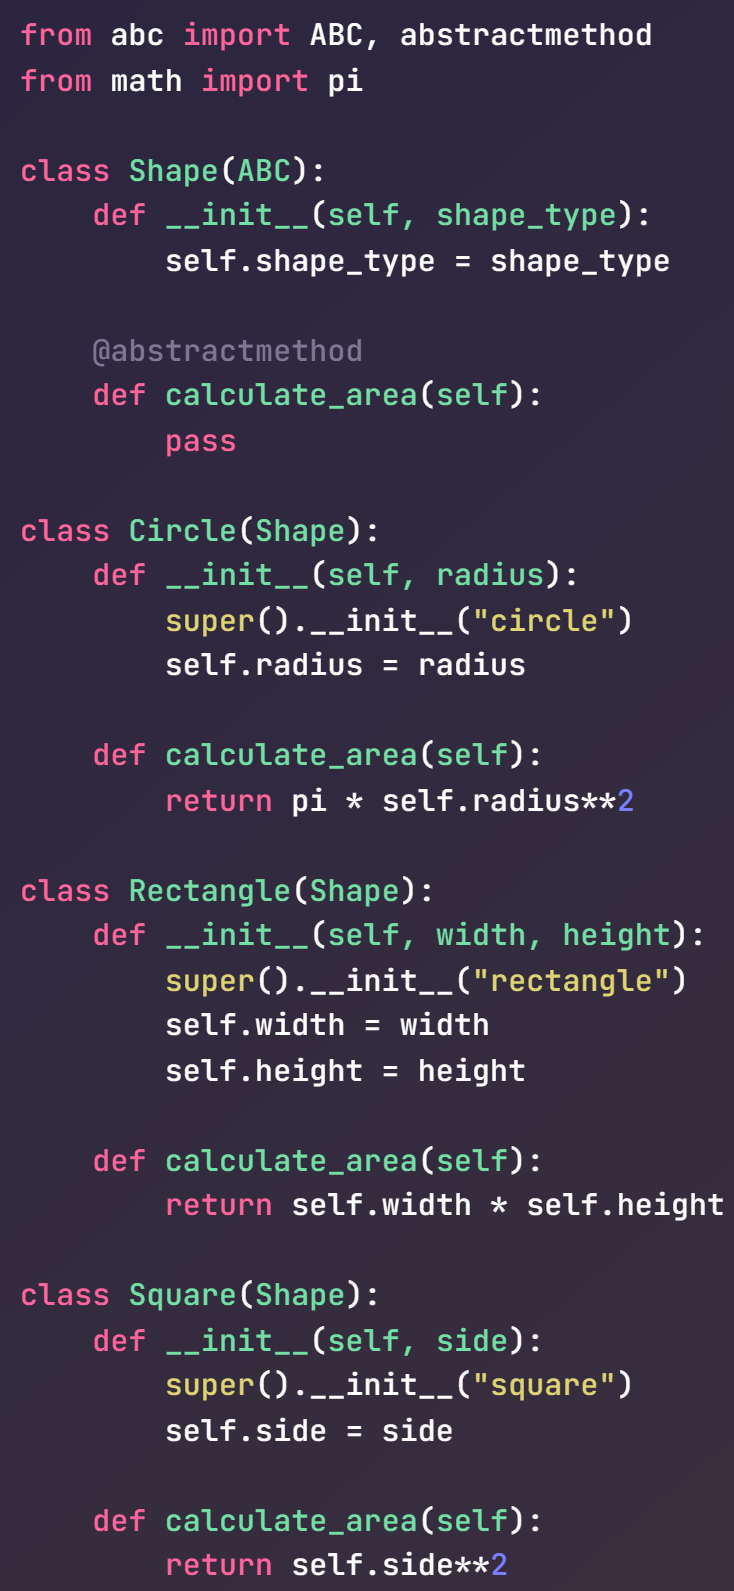 from abc import ABC, abstractmethod
from math import pi

class Shape(ABC):
    def __init__(self, shape_type):
        self.shape_type = shape_type

    @abstractmethod
    def calculate_area(self):
        pass

class Circle(Shape):
    def __init__(self, radius):
        super().__init__("circle")
        self.radius = radius

    def calculate_area(self):
        return pi * self.radius**2

class Rectangle(Shape):
    def __init__(self, width, height):
        super().__init__("rectangle")
        self.width = width
        self.height = height

    def calculate_area(self):
        return self.width * self.height

class Square(Shape):
    def __init__(self, side):
        super().__init__("square")
        self.side = side

    def calculate_area(self):
        return self.side**2